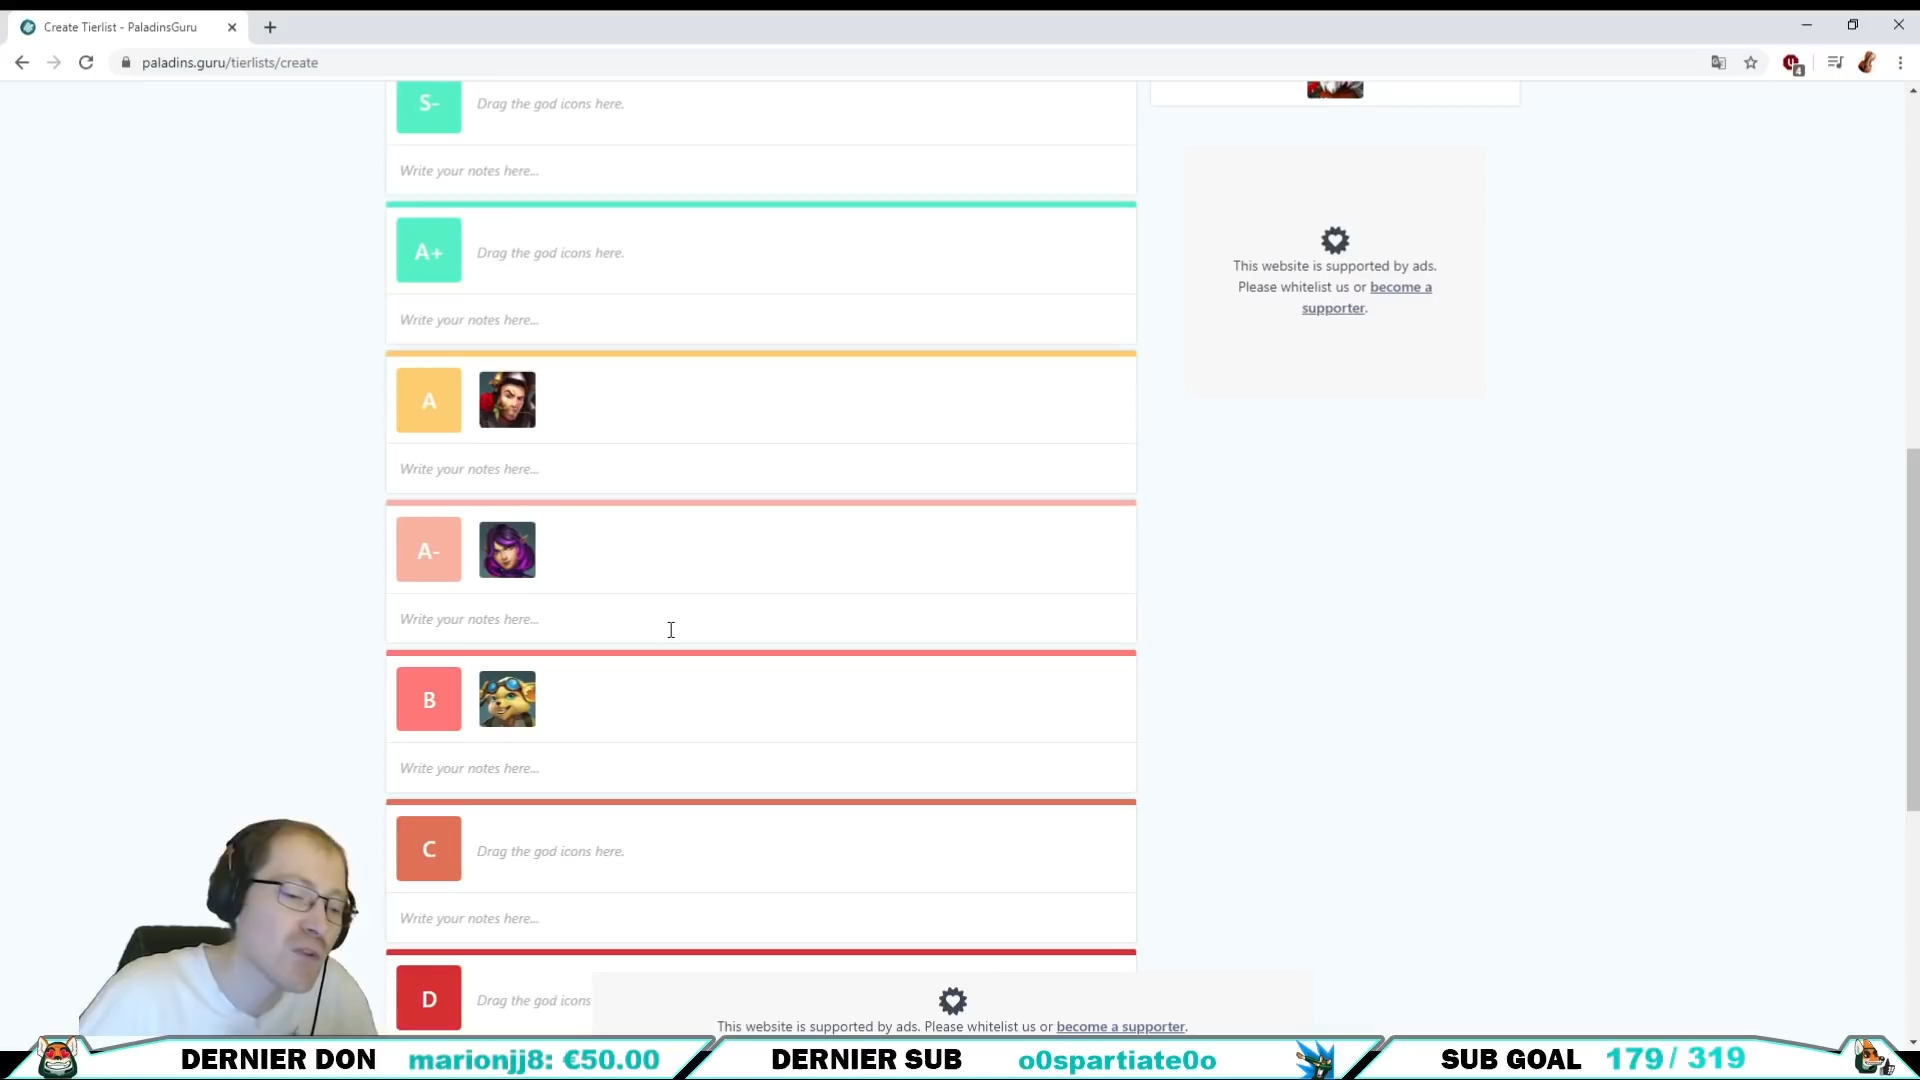 Create Tierlist - PaladinsGuru
paladins.guru/tierlists/create
4
S-
Drag the god icons here.
Write your notes here...
This website is supported by ads.
Please whitelist us or become a
supporter.
A+
Drag the god icons here.
Write your notes here...
A
Write your notes here...
A-
Write your notes here...
B
Write your notes here...
C
Drag the god icons here.
Write your notes here...
D
Drag the god icons
This website is supported by ads. Please whitelist us or become a supporter.
DERNIER DON marionjj8: €50.00 DERNIER SUB o0spartiate0o SUB GOAL 179 / 319